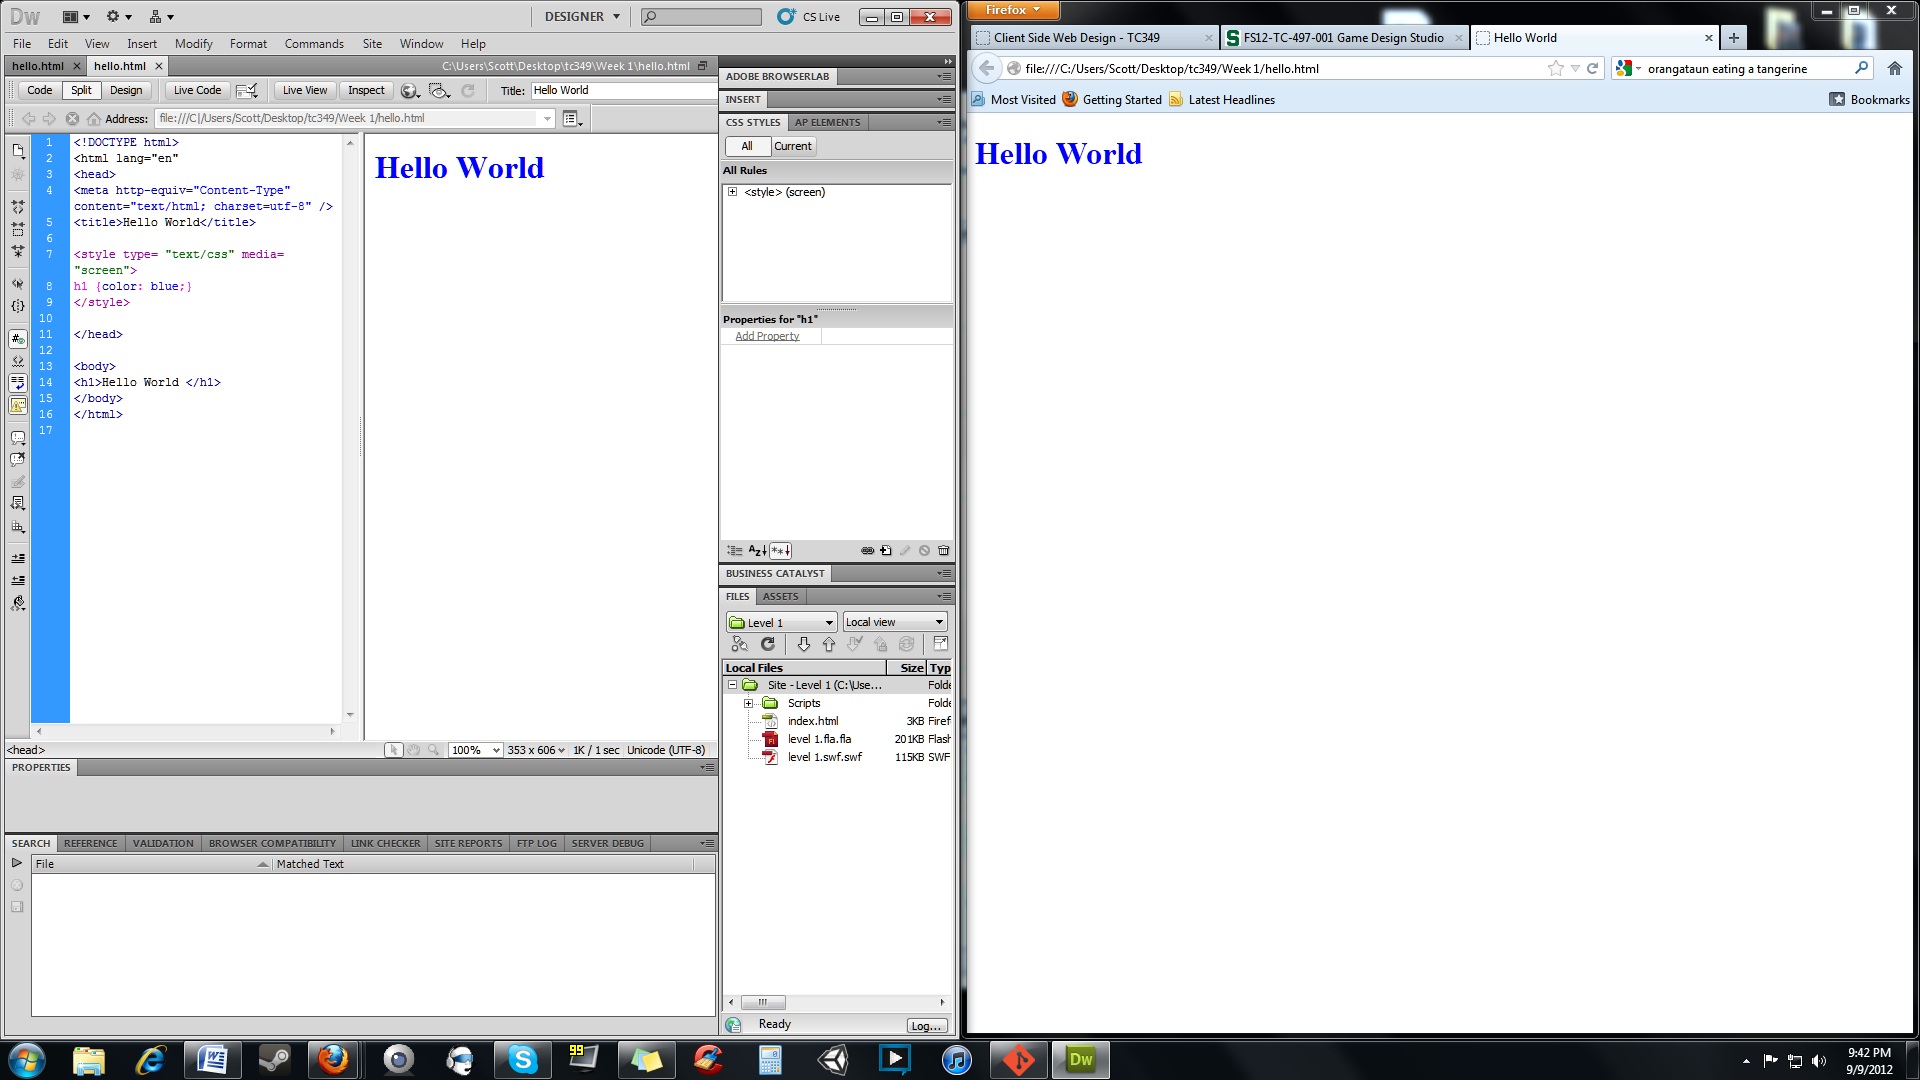 Dw
DESIGNER
CS Live
File Edit View Insert Modify Format Commands Site Window Help
hello.html hello.html C:\Users\Scott\Desktop\tc349\Week 1\hello.html
Code Split Design Live Code Live View Inspect Title: Hello World
Address: file:///C|/Users/Scott/Desktop/tc349/Week 1/hello.html
1 <!DOCTYPE html>
2 <html lang="en"
3 <head>
4 <meta http-equiv="Content-Type"
content="text/html; charset=utf-8" />
5 <title>Hello World</title>
6
7 <style type= "text/css" media=
"screen">
8 h1 {color: blue;}
9 </style>
10
11 </head>
12
13 <body>
14 <h1>Hello World </h1>
15 </body>
16 </html>
17
Hello World
<head> 100% 353 x 606 1K / 1 sec Unicode (UTF-8)
PROPERTIES
SEARCH REFERENCE VALIDATION BROWSER COMPATIBILITY LINK CHECKER SITE REPORTS FTP LOG SERVER DEBUG
File Matched Text
ADOBE BROWSERLAB
INSERT
CSS STYLES AP ELEMENTS
All Current
All Rules
<style> (screen)
Properties for "h1"
Add Property
BUSINESS CATALYST
FILES ASSETS
Level 1 Local view
Local Files Size Typ
Site - Level 1 (C:\Use... Folde
Scripts Folde
index.html 3KB Firef
level 1.fla.fla 201KB Flash
level 1.swf.swf 115KB SWF
Ready Log...
Firefox
Client Side Web Design - TC349 FS12-TC-497-001 Game Design Studio Hello World
file:///C:/Users/Scott/Desktop/tc349/Week 1/hello.html orangataun eating a tangerine
Most Visited Getting Started Latest Headlines Bookmarks
Hello World
99
Dw
9:42 PM
9/9/2012